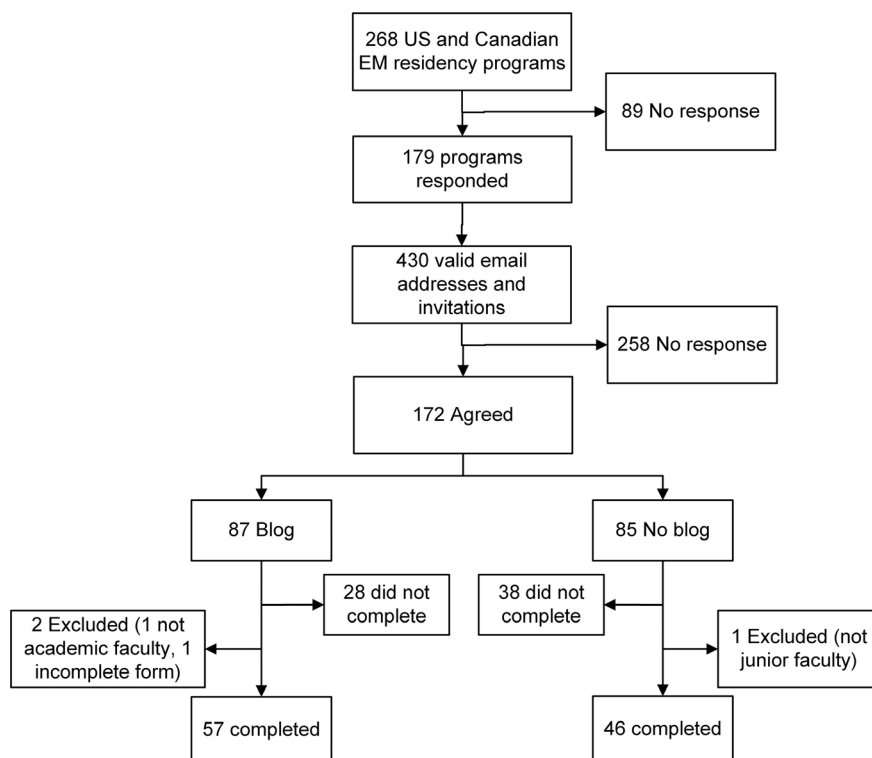 268 US and Canadian
EM residency programs
89 No response
179 programs
responded
430 valid email
addresses and
invitations
258 No response
172 Agreed
87 Blog
85 No blog
28 did not
complete
38 did not
complete
2 Excluded (1 not
academic faculty, 1
incomplete form)
1 Excluded (not
junior faculty)
57 completed
46 completed